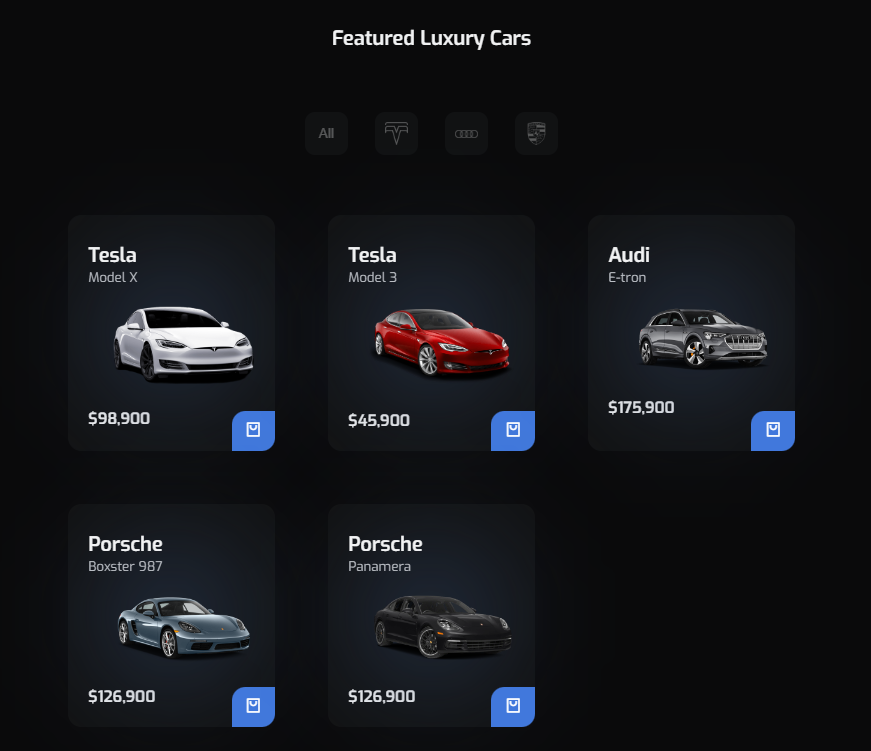 Featured Luxury Cars
All
Tesla
Model X
$98,900
Tesla
Model 3
$45,900
Audi
E-tron
$175,900
Porsche
Boxster 987
$126,900
Porsche
Panamera
$126,900